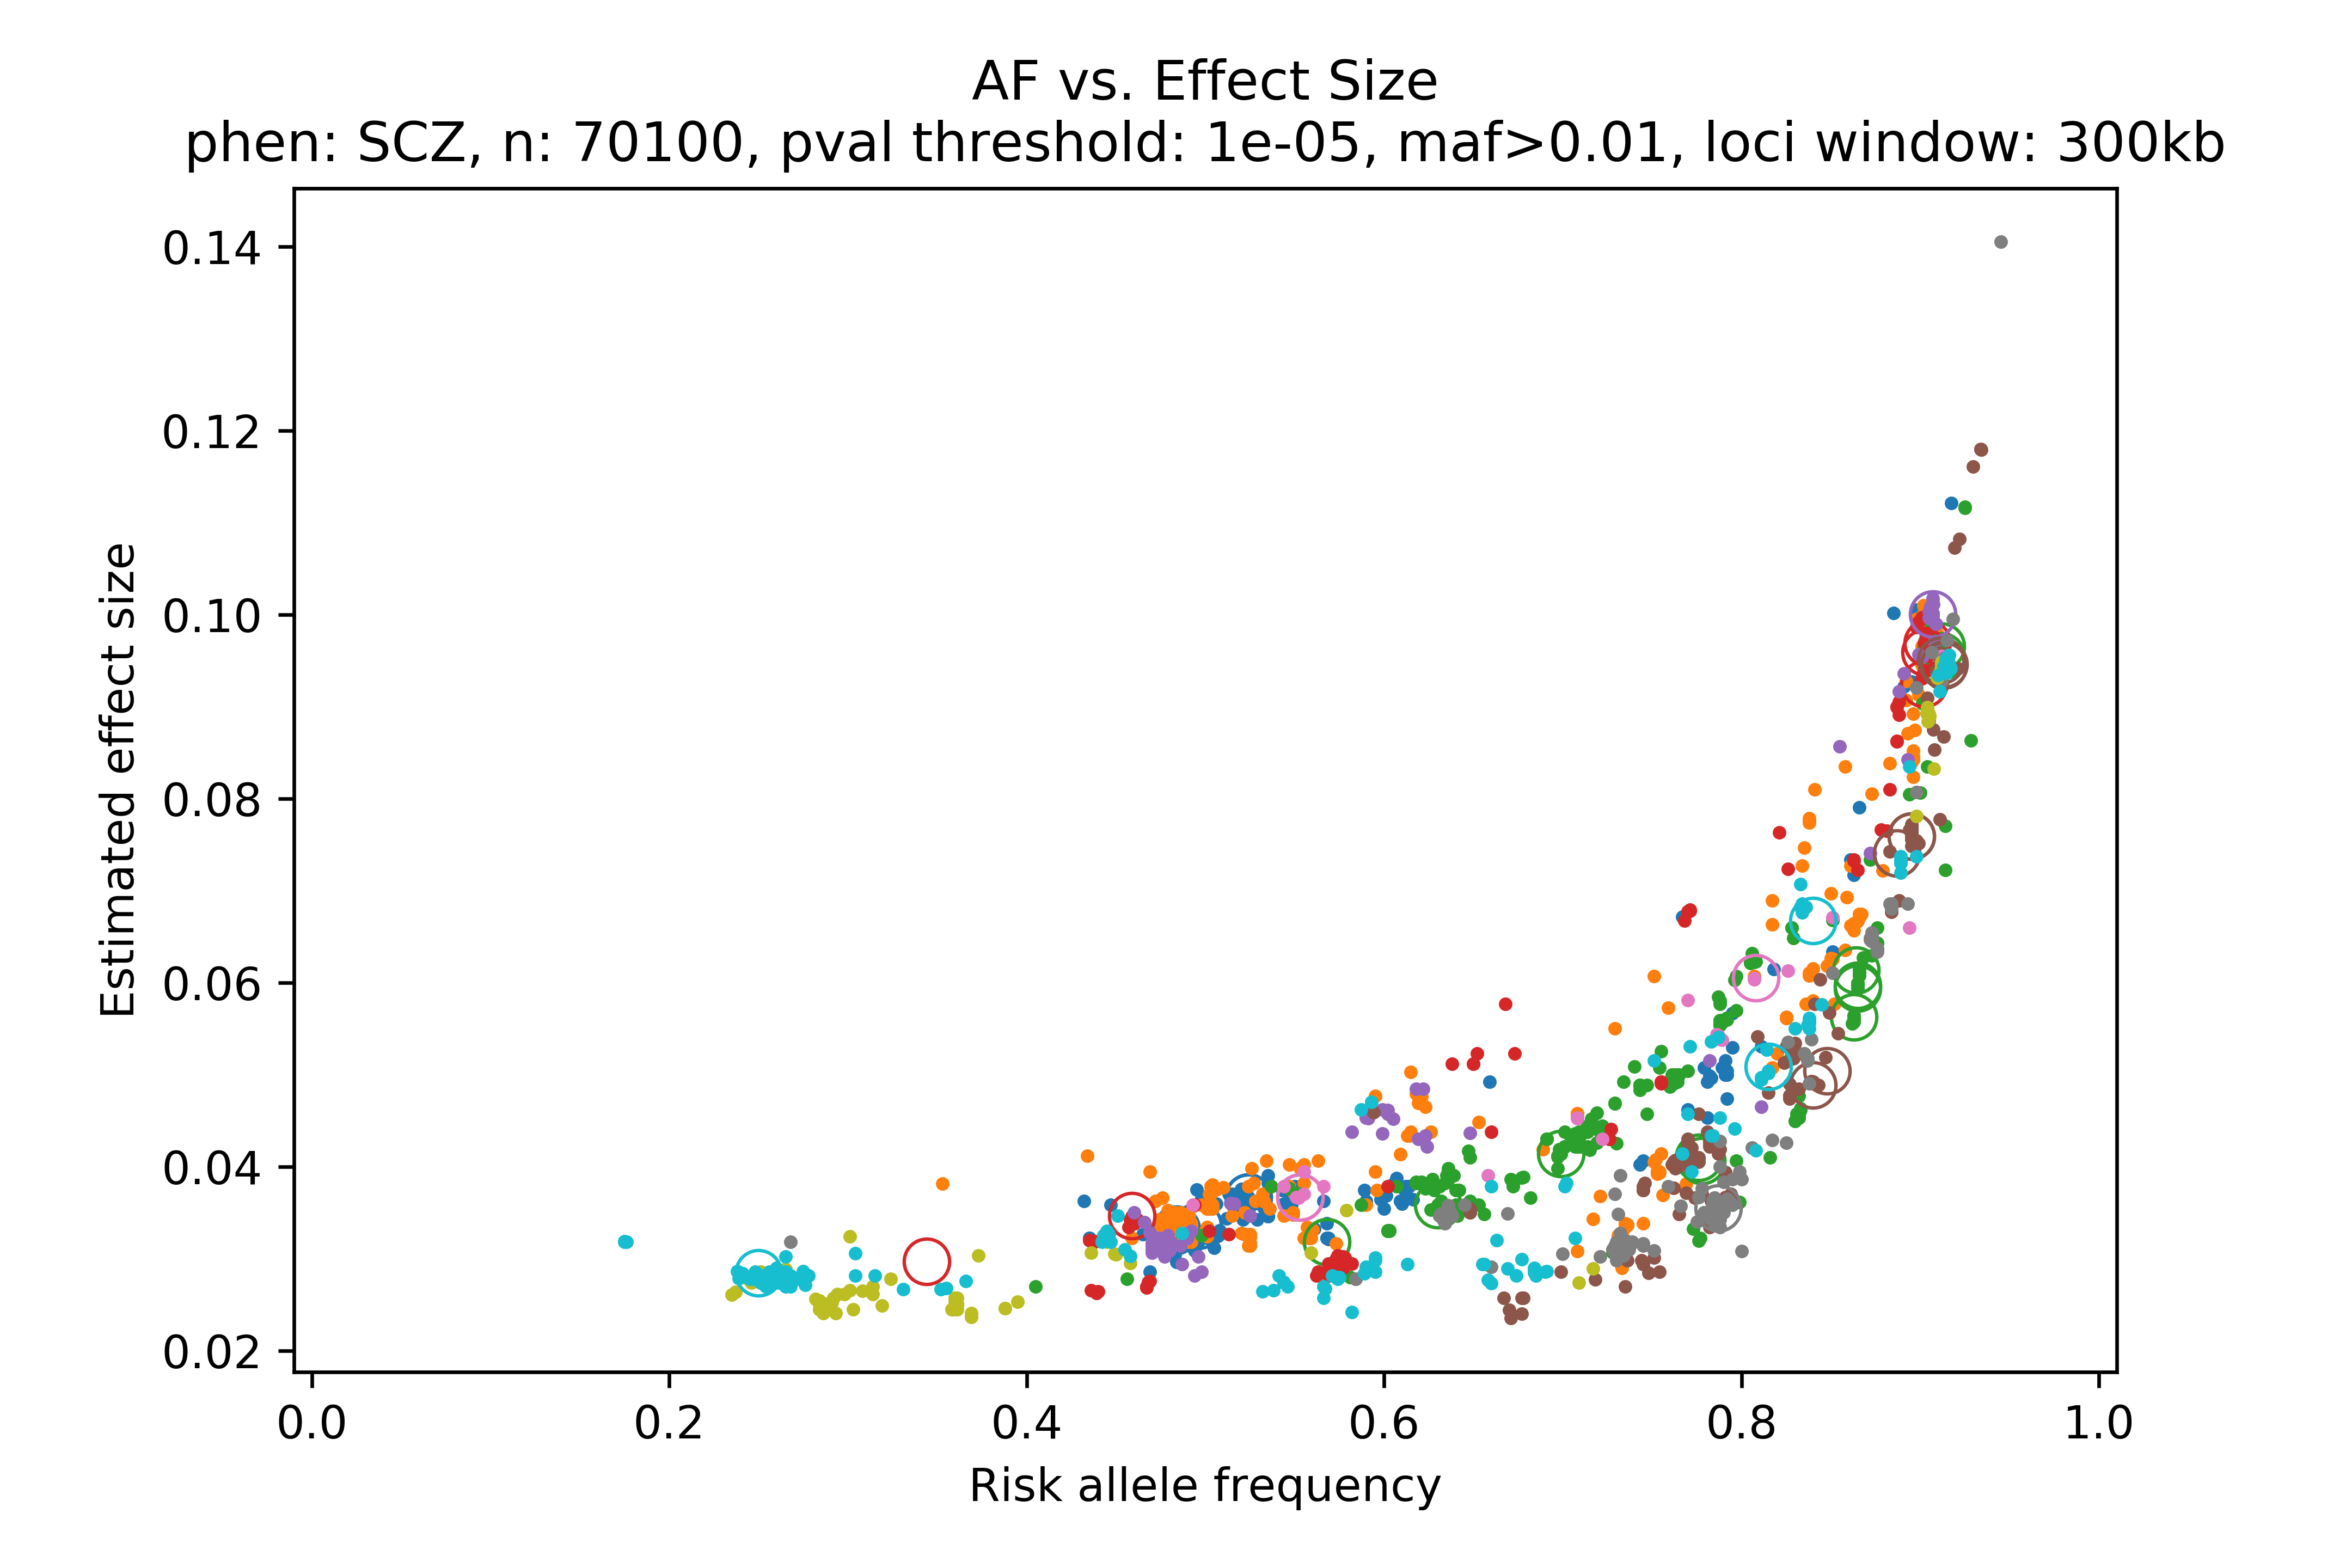 AF vs. Effect Size
phen: SCZ, n: 70100, pval threshold: 1e-05, maf>0.01, loci window: 300kb
0.14
0.12
0.10
0.08
0.06
0.04
0.02
Estimated effect size
0.0 0.2 0.4 0.6 0.8 1.0
Risk allele frequency